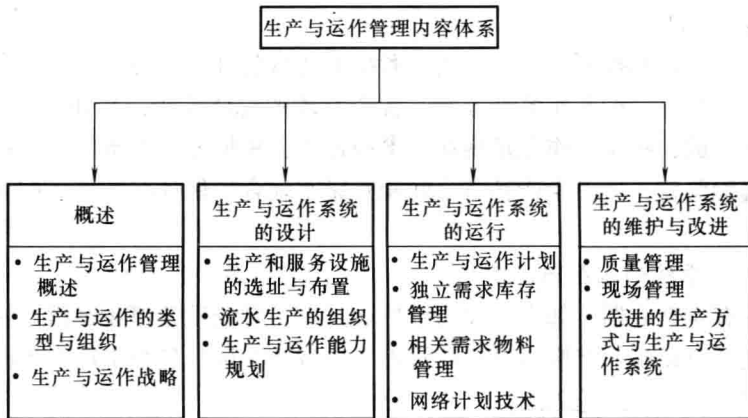 生产与运作管理内容体系
概述
• 生产与运作管理
概述
• 生产与运作的类
型与组织
• 生产与运作战略
生产与运作系统
的设计
• 生产和服务设施
的选址与布置
• 流水生产的组织
• 生产与运作能力
规划
生产与运作系统
的运行
• 生产与运作计划
• 独立需求库存
管理
• 相关需求物料
管理
• 网络计划技术
生产与运作系统
的维护与改进
• 质量管理
• 现场管理
• 先进的生产方
式与生产与运
作系统